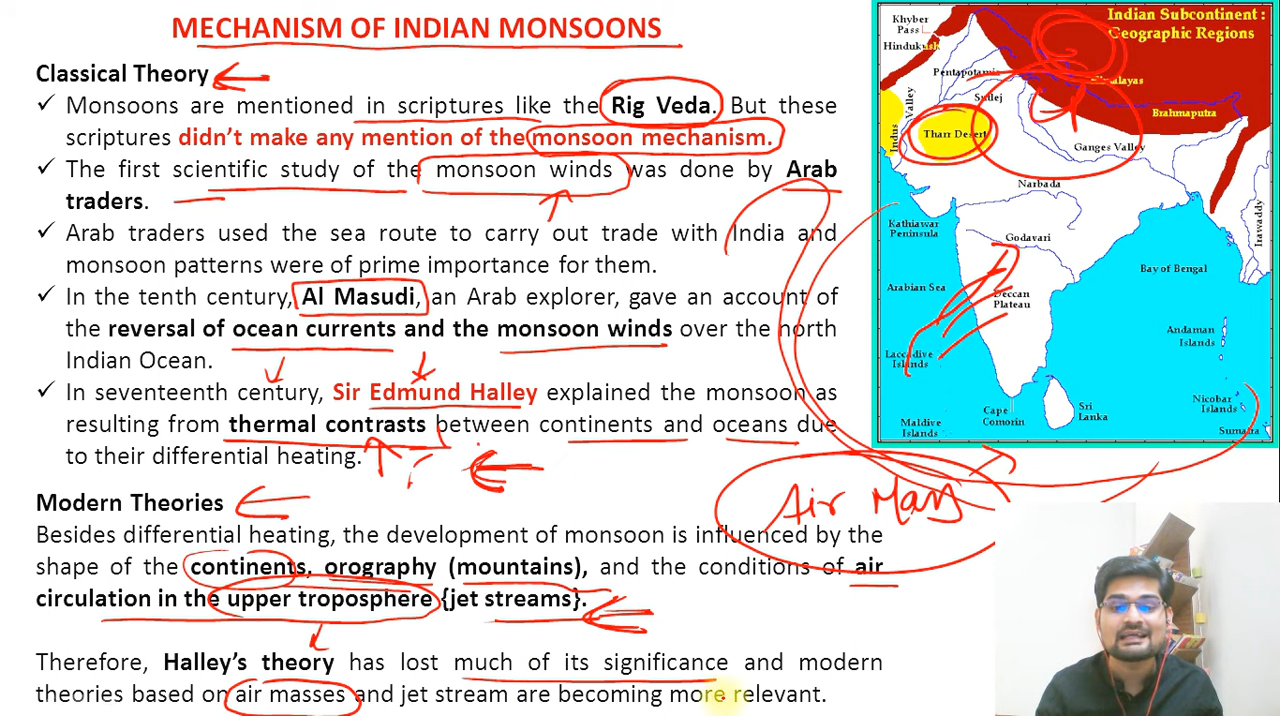 MECHANISM OF INDIAN MONSOONS
Classical Theory
✓ Monsoons are mentioned in scriptures like the Rig Veda. But these
scriptures didn't make any mention of the monsoon mechanism.
✓ The first scientific study of the monsoon winds was done by Arab
traders.
✓ Arab traders used the sea route to carry out trade with India and
monsoon patterns were of prime importance for them.
✓ In the tenth century, Al Masudi, an Arab explorer, gave an account of
the reversal of ocean currents and the monsoon winds over the north
Indian Ocean.
✓ In seventeenth century, Sir Edmund Halley explained the monsoon as
resulting from thermal contrasts between continents and oceans due
to their differential heating.
Modern Theories
Besides differential heating, the development of monsoon is influenced by the
shape of the continents, orography (mountains), and the conditions of air
circulation in the upper troposphere {jet streams}.
Therefore, Halley's theory has lost much of its significance and modern
theories based on air masses and jet stream are becoming more relevant.
Indian Subcontinent :
Geographic Regions
Khyber
Pass
Hindukush
Pentapotamia
Himalayas
Sutlej
Indus Valley
Brahmaputra
Tharr Desert
Ganges Valley
Narbada
Irrawaddy
Kathiawar
Peninsula
Godavari
Bay of Bengal
Arabian Sea
Deccan
Plateau
Andaman
Islands
Laccadive
Islands
Nicobar
Islands
Cape
Comorin
Sri
Lanka
Maldive
Islands
Sumatra
Air Mass